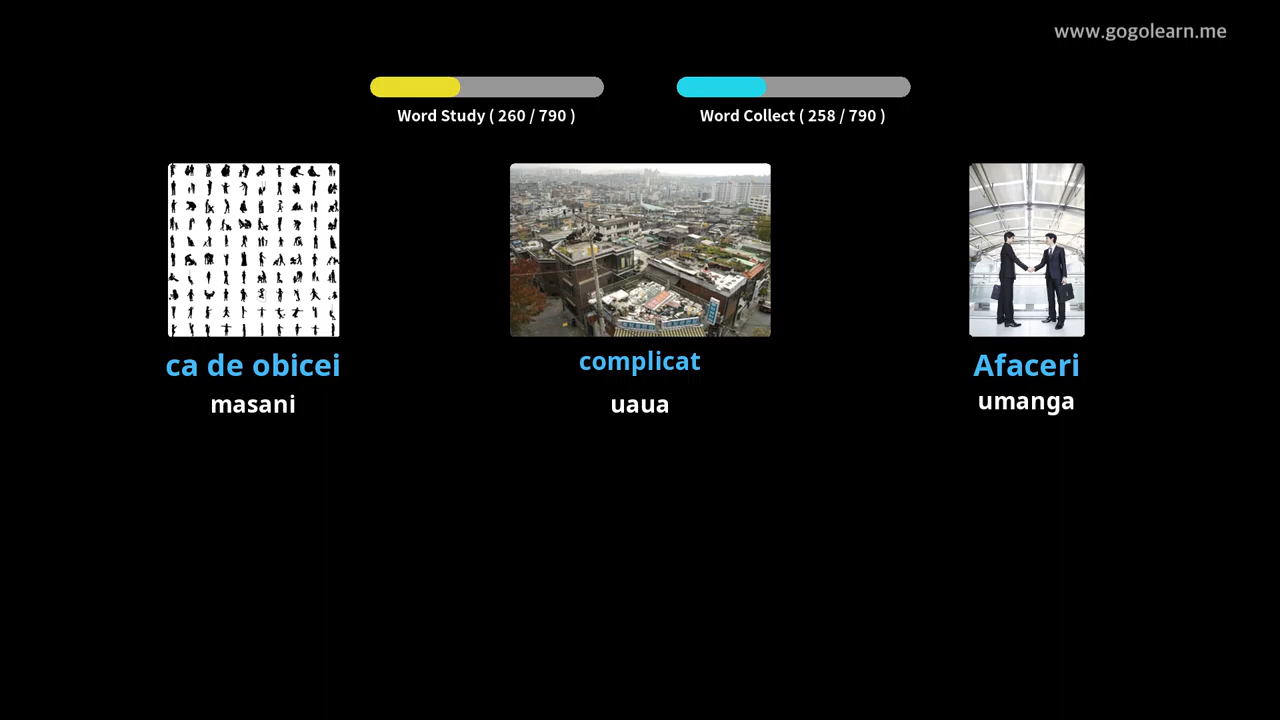 www.gogolearn.me
Word Study ( 260 / 790 )
Word Collect ( 258 / 790 )
ca de obicei
complicat
Afaceri
masani
uaua
umanga